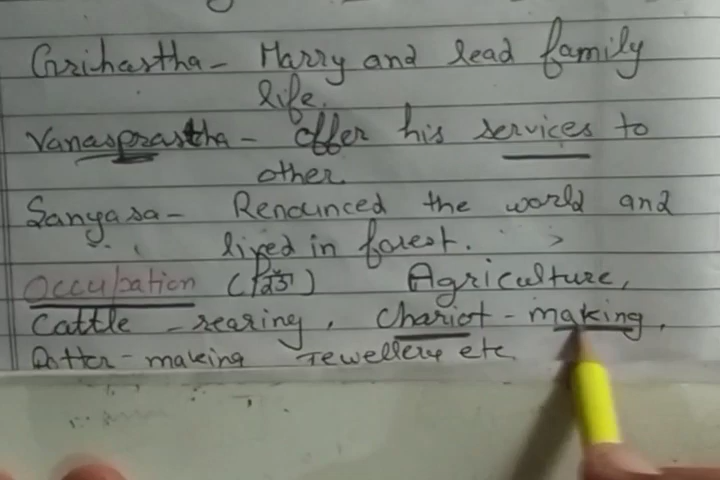 Grihastha - Marry and lead family
life.
Vanasprastha - offer his services to
other.
Sanyasa - Renounced the world and
lived in forest.
Occupation ( ) Agriculture,
Cattle - rearing, Chariot - making,
Potter - making Jewellery etc